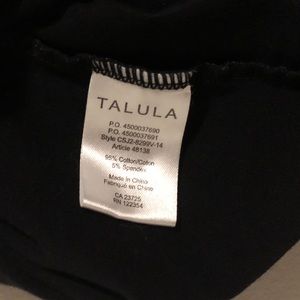 TALULA
P.O. 4500037690
P.O. 4500037691
Style CSJ2-8299V-14
Article 48138
95% Cotton/Coton
5% Spandex
Made in China
Fabriqué en Chine
CA 23725
RN 122354